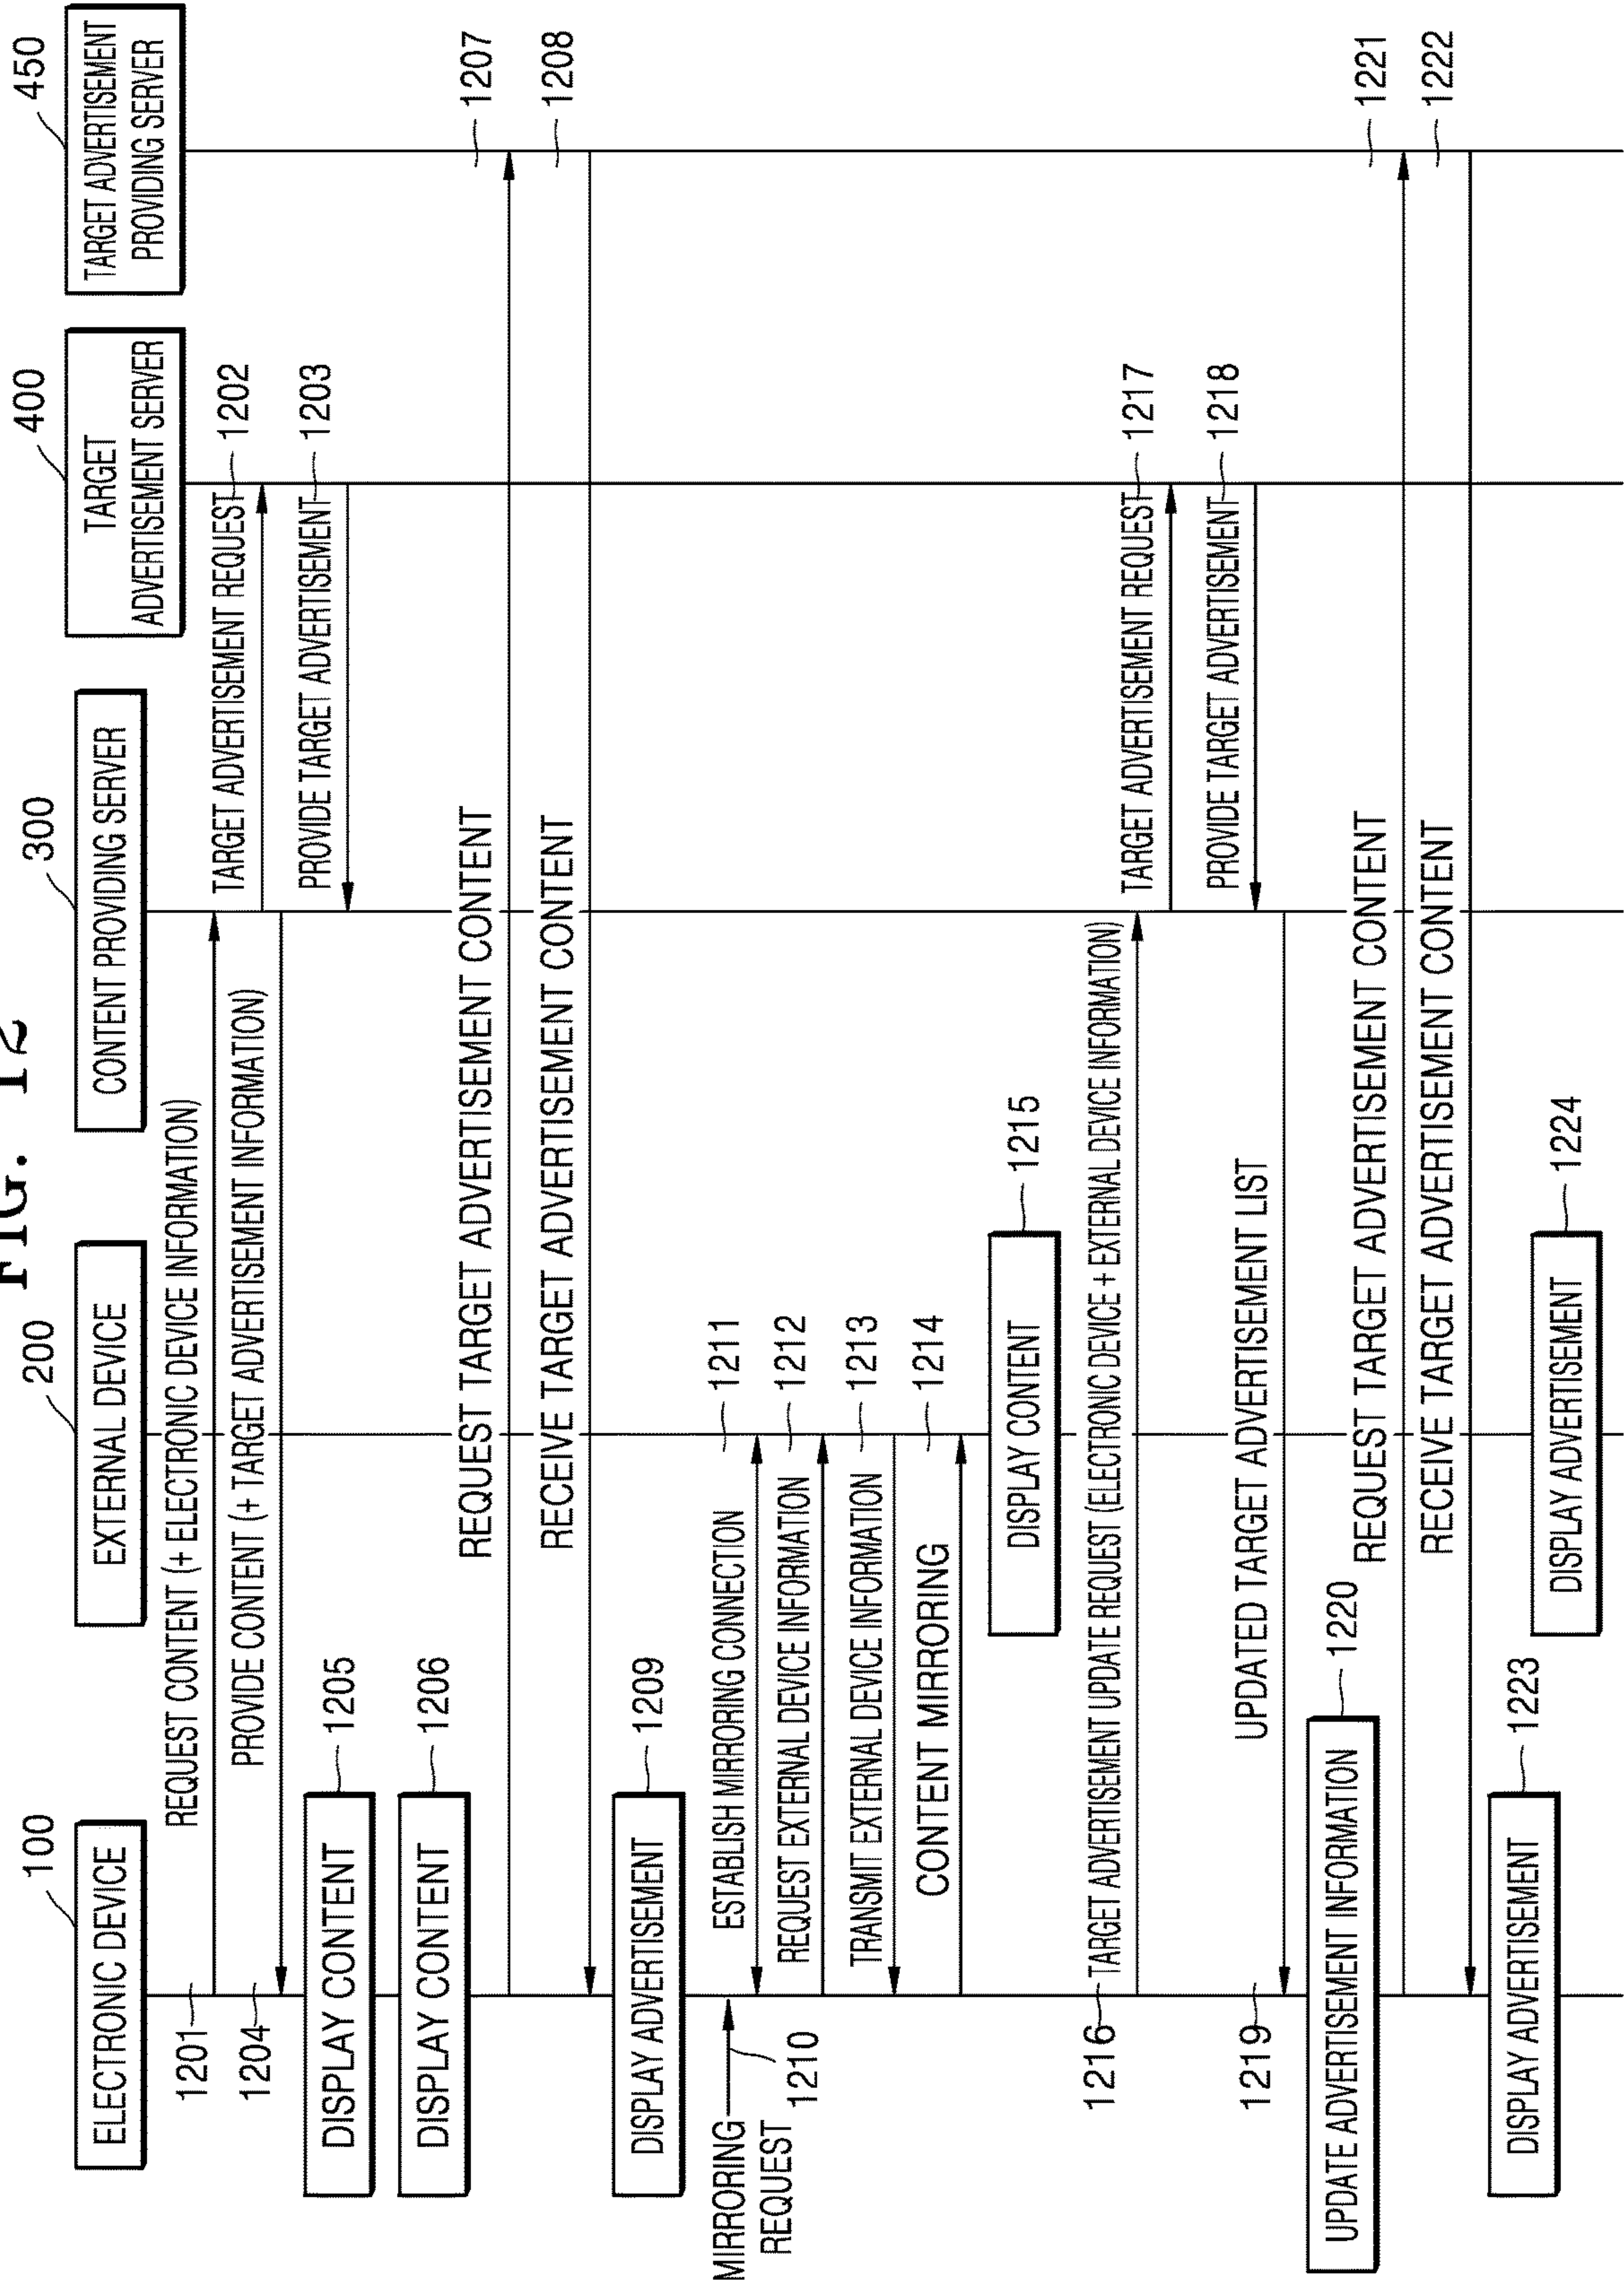 FIG. 12
100
200
300
400
450
ELECTRONIC DEVICE
EXTERNAL DEVICE
CONTENT PROVIDING SERVER
TARGET
ADVERTISEMENT SERVER
TARGET ADVERTISEMENT
PROVIDING SERVER
1201
REQUEST CONTENT (+ ELECTRONIC DEVICE INFORMATION)
TARGET ADVERTISEMENT REQUEST
1202
1204
PROVIDE CONTENT (+ TARGET ADVERTISEMENT INFORMATION)
PROVIDE TARGET ADVERTISEMENT
1203
DISPLAY CONTENT
1205
DISPLAY CONTENT
1206
REQUEST TARGET ADVERTISEMENT CONTENT
1207
RECEIVE TARGET ADVERTISEMENT CONTENT
1208
DISPLAY ADVERTISEMENT
1209
MIRRORING
REQUEST
1210
ESTABLISH MIRRORING CONNECTION
1211
REQUEST EXTERNAL DEVICE INFORMATION
1212
TRANSMIT EXTERNAL DEVICE INFORMATION
1213
CONTENT MIRRORING
1214
DISPLAY CONTENT
1215
1216
TARGET ADVERTISEMENT UPDATE REQUEST (ELECTRONIC DEVICE + EXTERNAL DEVICE INFORMATION)
TARGET ADVERTISEMENT REQUEST
1217
PROVIDE TARGET ADVERTISEMENT
1218
1219
UPDATED TARGET ADVERTISEMENT LIST
UPDATE ADVERTISEMENT INFORMATION
1220
REQUEST TARGET ADVERTISEMENT CONTENT
1221
RECEIVE TARGET ADVERTISEMENT CONTENT
1222
DISPLAY ADVERTISEMENT
1223
DISPLAY ADVERTISEMENT
1224